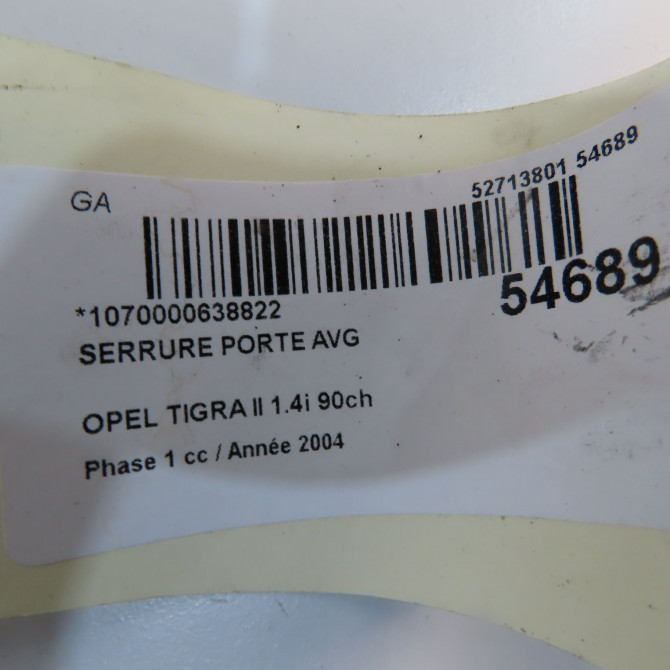 GA
52713801 54689
54689
*1070000638822
SERRURE PORTE AVG
OPEL TIGRA II 1.4i 90ch
Phase 1 cc / Année 2004